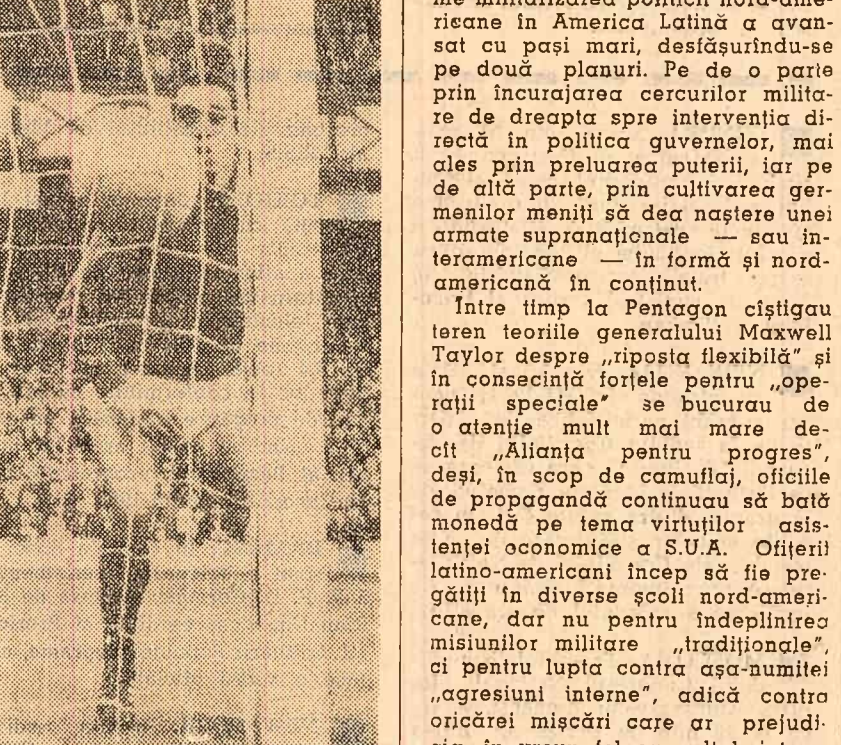 me militarizarea politicii nord-ame-
ricane în America Latină a avan-
sat cu pași mari, desfășurîndu-se
pe două planuri. Pe de o parte
prin încurajarea cercurilor milita-
re de dreapta spre intervenția di-
rectă în politica guvernelor, mai
ales prin preluarea puterii, iar pe
de altă parte, prin cultivarea ger-
menilor meniți să dea naștere unei
armate supranaționale — sau in-
teramericane — în formă și nord-
americană în conținut.
Între timp la Pentagon cîștigau
teren teoriile generalului Maxwell
Taylor despre „riposta flexibilă" și
în consecință forțele pentru „ope-
rații speciale" se bucurau de
o atenție mult mai mare de-
cît „Alianța pentru progres",
deși, în scop de camuflaj, oficiile
de propagandă continuau să bată
monedă pe tema virtuților asis-
tenței economice a S.U.A. Ofițerii
latino-americani încep să fie pre-
gătiți în diverse școli nord-ameri-
cane, dar nu pentru îndeplinirea
misiunilor militare „tradiționale",
ci pentru lupta contra așa-numitei
„agresiuni interne", adică contra
oricărei mișcări care ar prejudi-